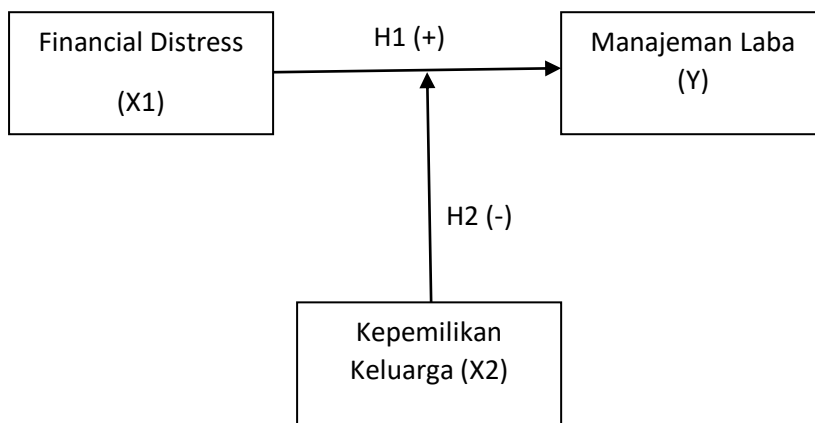 Financial Distress
(X1)
H1 (+)
Manajeman Laba
(Y)
H2 (-)
Kepemilikan
Keluarga (X2)